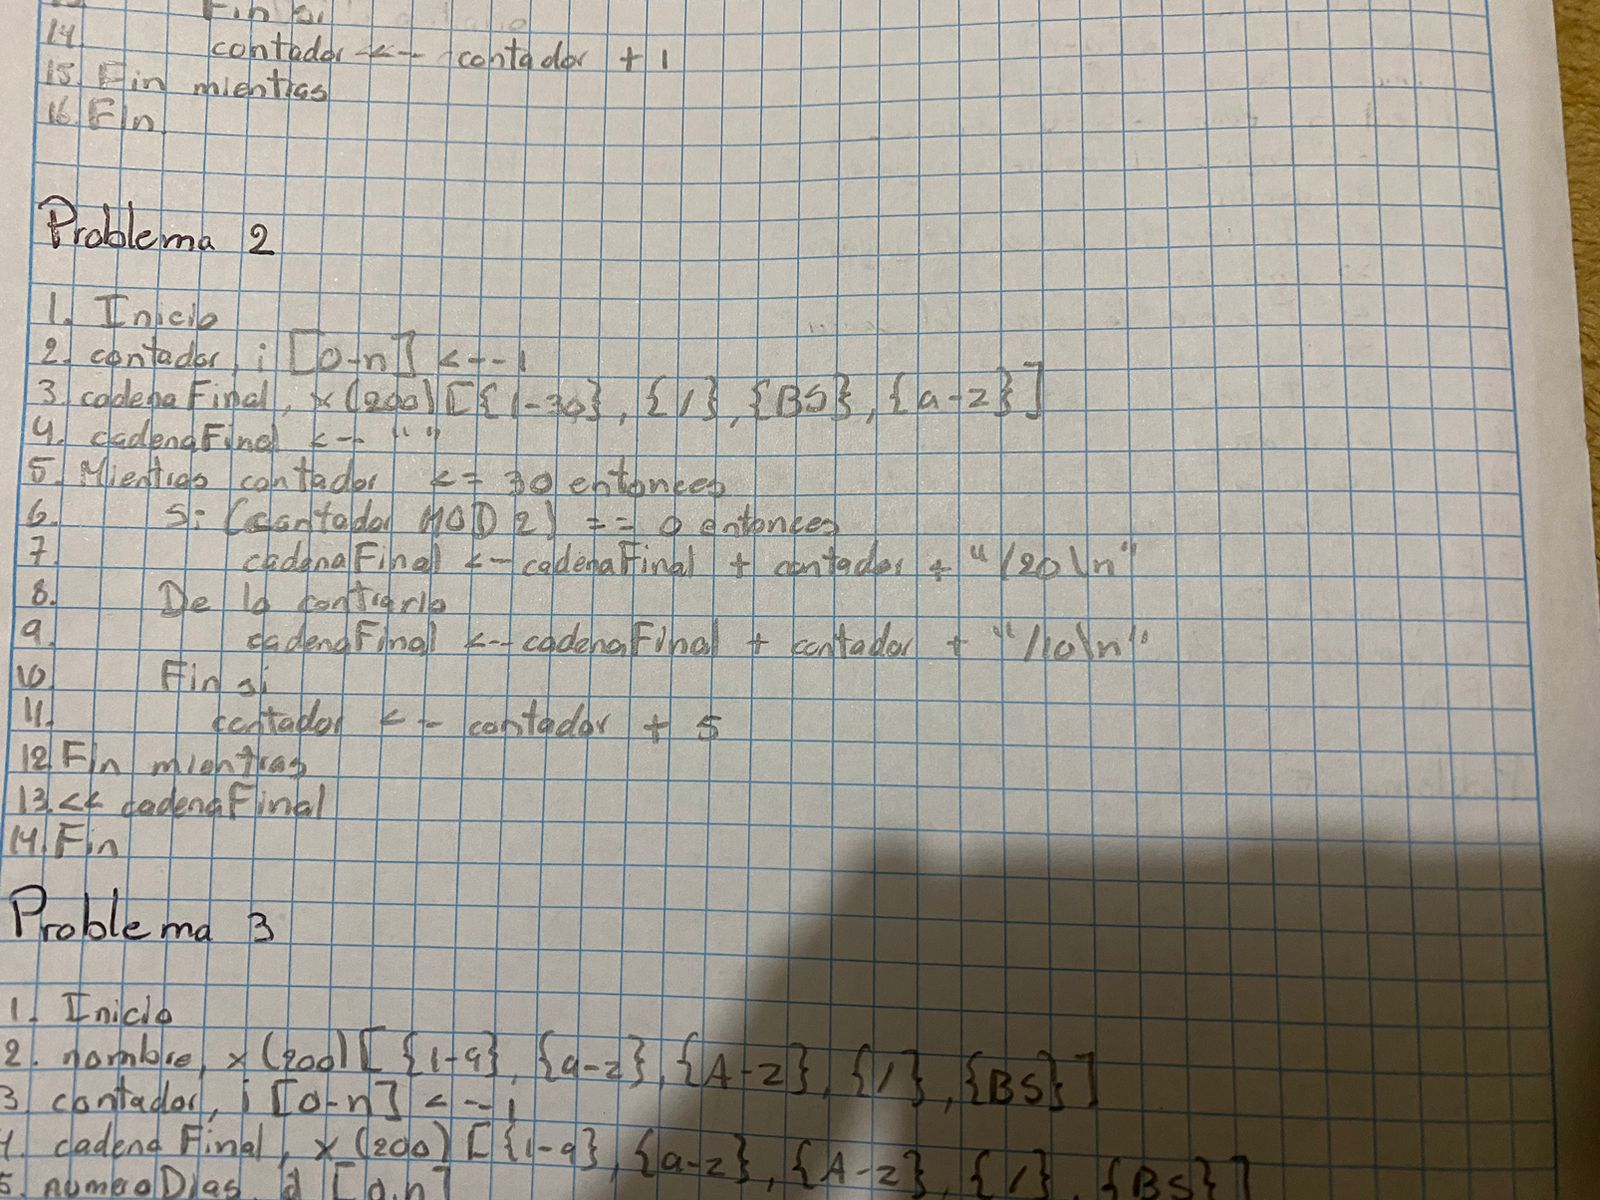 Fin si
14. contador <-- contador + 1
15. Fin mientras
16. Fin
Problema 2
1. Inicio
2. contador, i [0-n] <--1
3. cadenaFinal, x(200)[{1-30}, {/}, {BS}, {a-z}]
4. cadenaFinal <-- " "
5. Mientras contador <= 30 entonces
6. Si (contador MOD 2) == 0 entonces
7. cadenaFinal <-- cadenaFinal + contador + "/20\n"
8. De lo contrario
9. cadenaFinal <-- cadenaFinal + contador + "/10\n"
10. Fin si
11. contador <-- contador + 5
12. Fin mientras
13. << cadenaFinal
14. Fin
Problema 3
1. Inicio
2. nombre, x(200)[{1-9}, {a-z}, {A-Z}, {/}, {BS}]
3. contador, i [0-n] <--1
4. cadena Final, x(200)[{1-9}, {a-z}, {A-Z}, {/}, {BS}]
5.